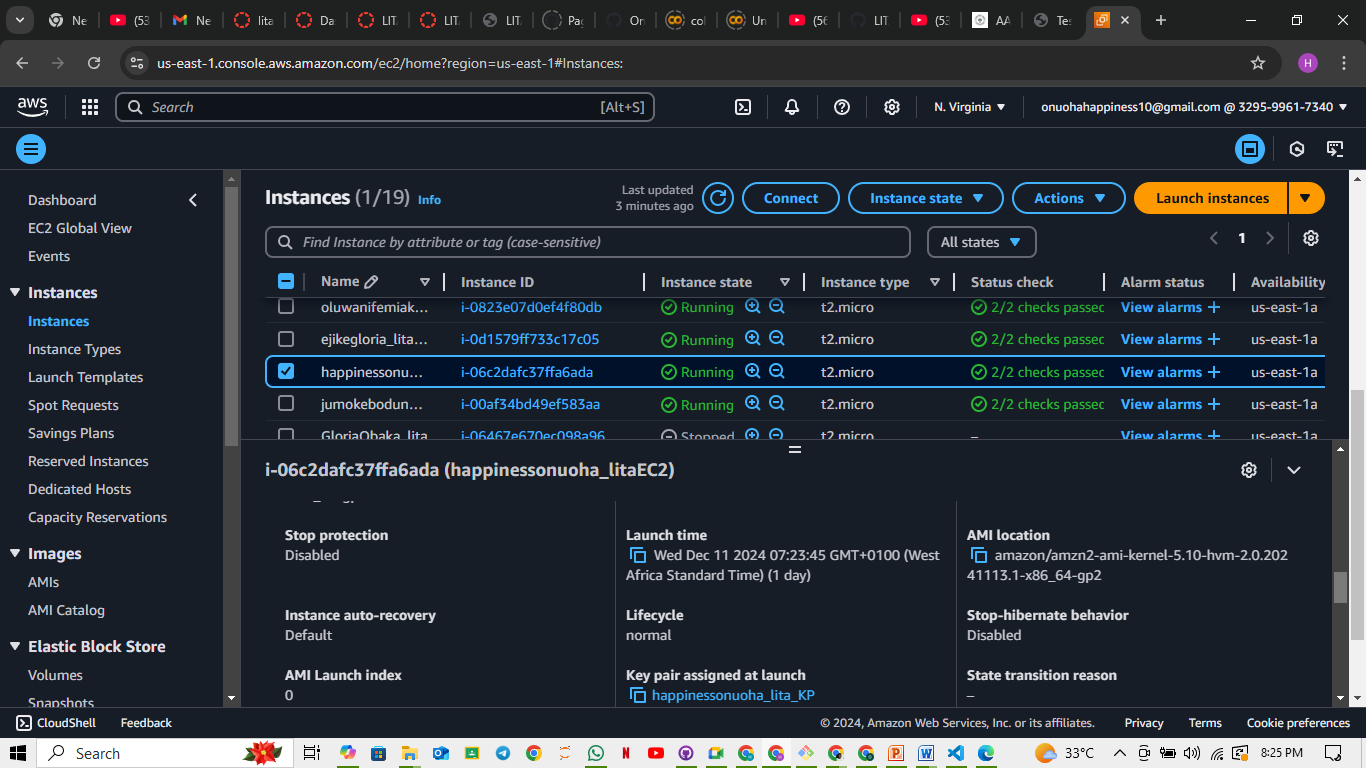 Ne
(53
Ne
lita
Da
LIT
LIT
LIT
Pag
On
col
Un
(56
LIT
(53
AA
Tes
us-east-1.console.aws.amazon.com/ec2/home?region=us-east-1#Instances:
H
aws
Search
[Alt+S]
N. Virginia
onuohahappiness10@gmail.com @ 3295-9961-7340
Dashboard
EC2 Global View
Events
Instances
Instances
Instance Types
Launch Templates
Spot Requests
Savings Plans
Reserved Instances
Dedicated Hosts
Capacity Reservations
Images
AMIs
AMI Catalog
Elastic Block Store
Volumes
Snapshots
Instances (1/19) Info
Last updated
3 minutes ago
Connect
Instance state
Actions
Launch instances
Find Instance by attribute or tag (case-sensitive)
All states
1
Name Instance ID Instance state Instance type Status check Alarm status Availability
oluwanifemiak... i-0823e07d0ef4f80db Running t2.micro 2/2 checks passec View alarms + us-east-1a
ejikegloria_lita... i-0d1579ff733c17c05 Running t2.micro 2/2 checks passec View alarms + us-east-1a
happinessonu... i-06c2dafc37ffa6ada Running t2.micro 2/2 checks passec View alarms + us-east-1a
jumokebodun... i-00af34bd49ef583aa Running t2.micro 2/2 checks passec View alarms + us-east-1a
GloriaObaka_lita i-06467e670ec098a96 Stopped t2.micro – View alarms + us-east-1a
i-06c2dafc37ffa6ada (happinessonuoha_litaEC2)
Stop protection
Disabled
Launch time
Wed Dec 11 2024 07:23:45 GMT+0100 (West
Africa Standard Time) (1 day)
AMI location
amazon/amzn2-ami-kernel-5.10-hvm-2.0.202
41113.1-x86_64-gp2
Instance auto-recovery
Default
Lifecycle
normal
Stop-hibernate behavior
Disabled
AMI Launch index
0
Key pair assigned at launch
happinessonuoha_lita_KP
State transition reason
–
CloudShell
Feedback
© 2024, Amazon Web Services, Inc. or its affiliates.
Privacy
Terms
Cookie preferences
Search
33°C
8:25 PM